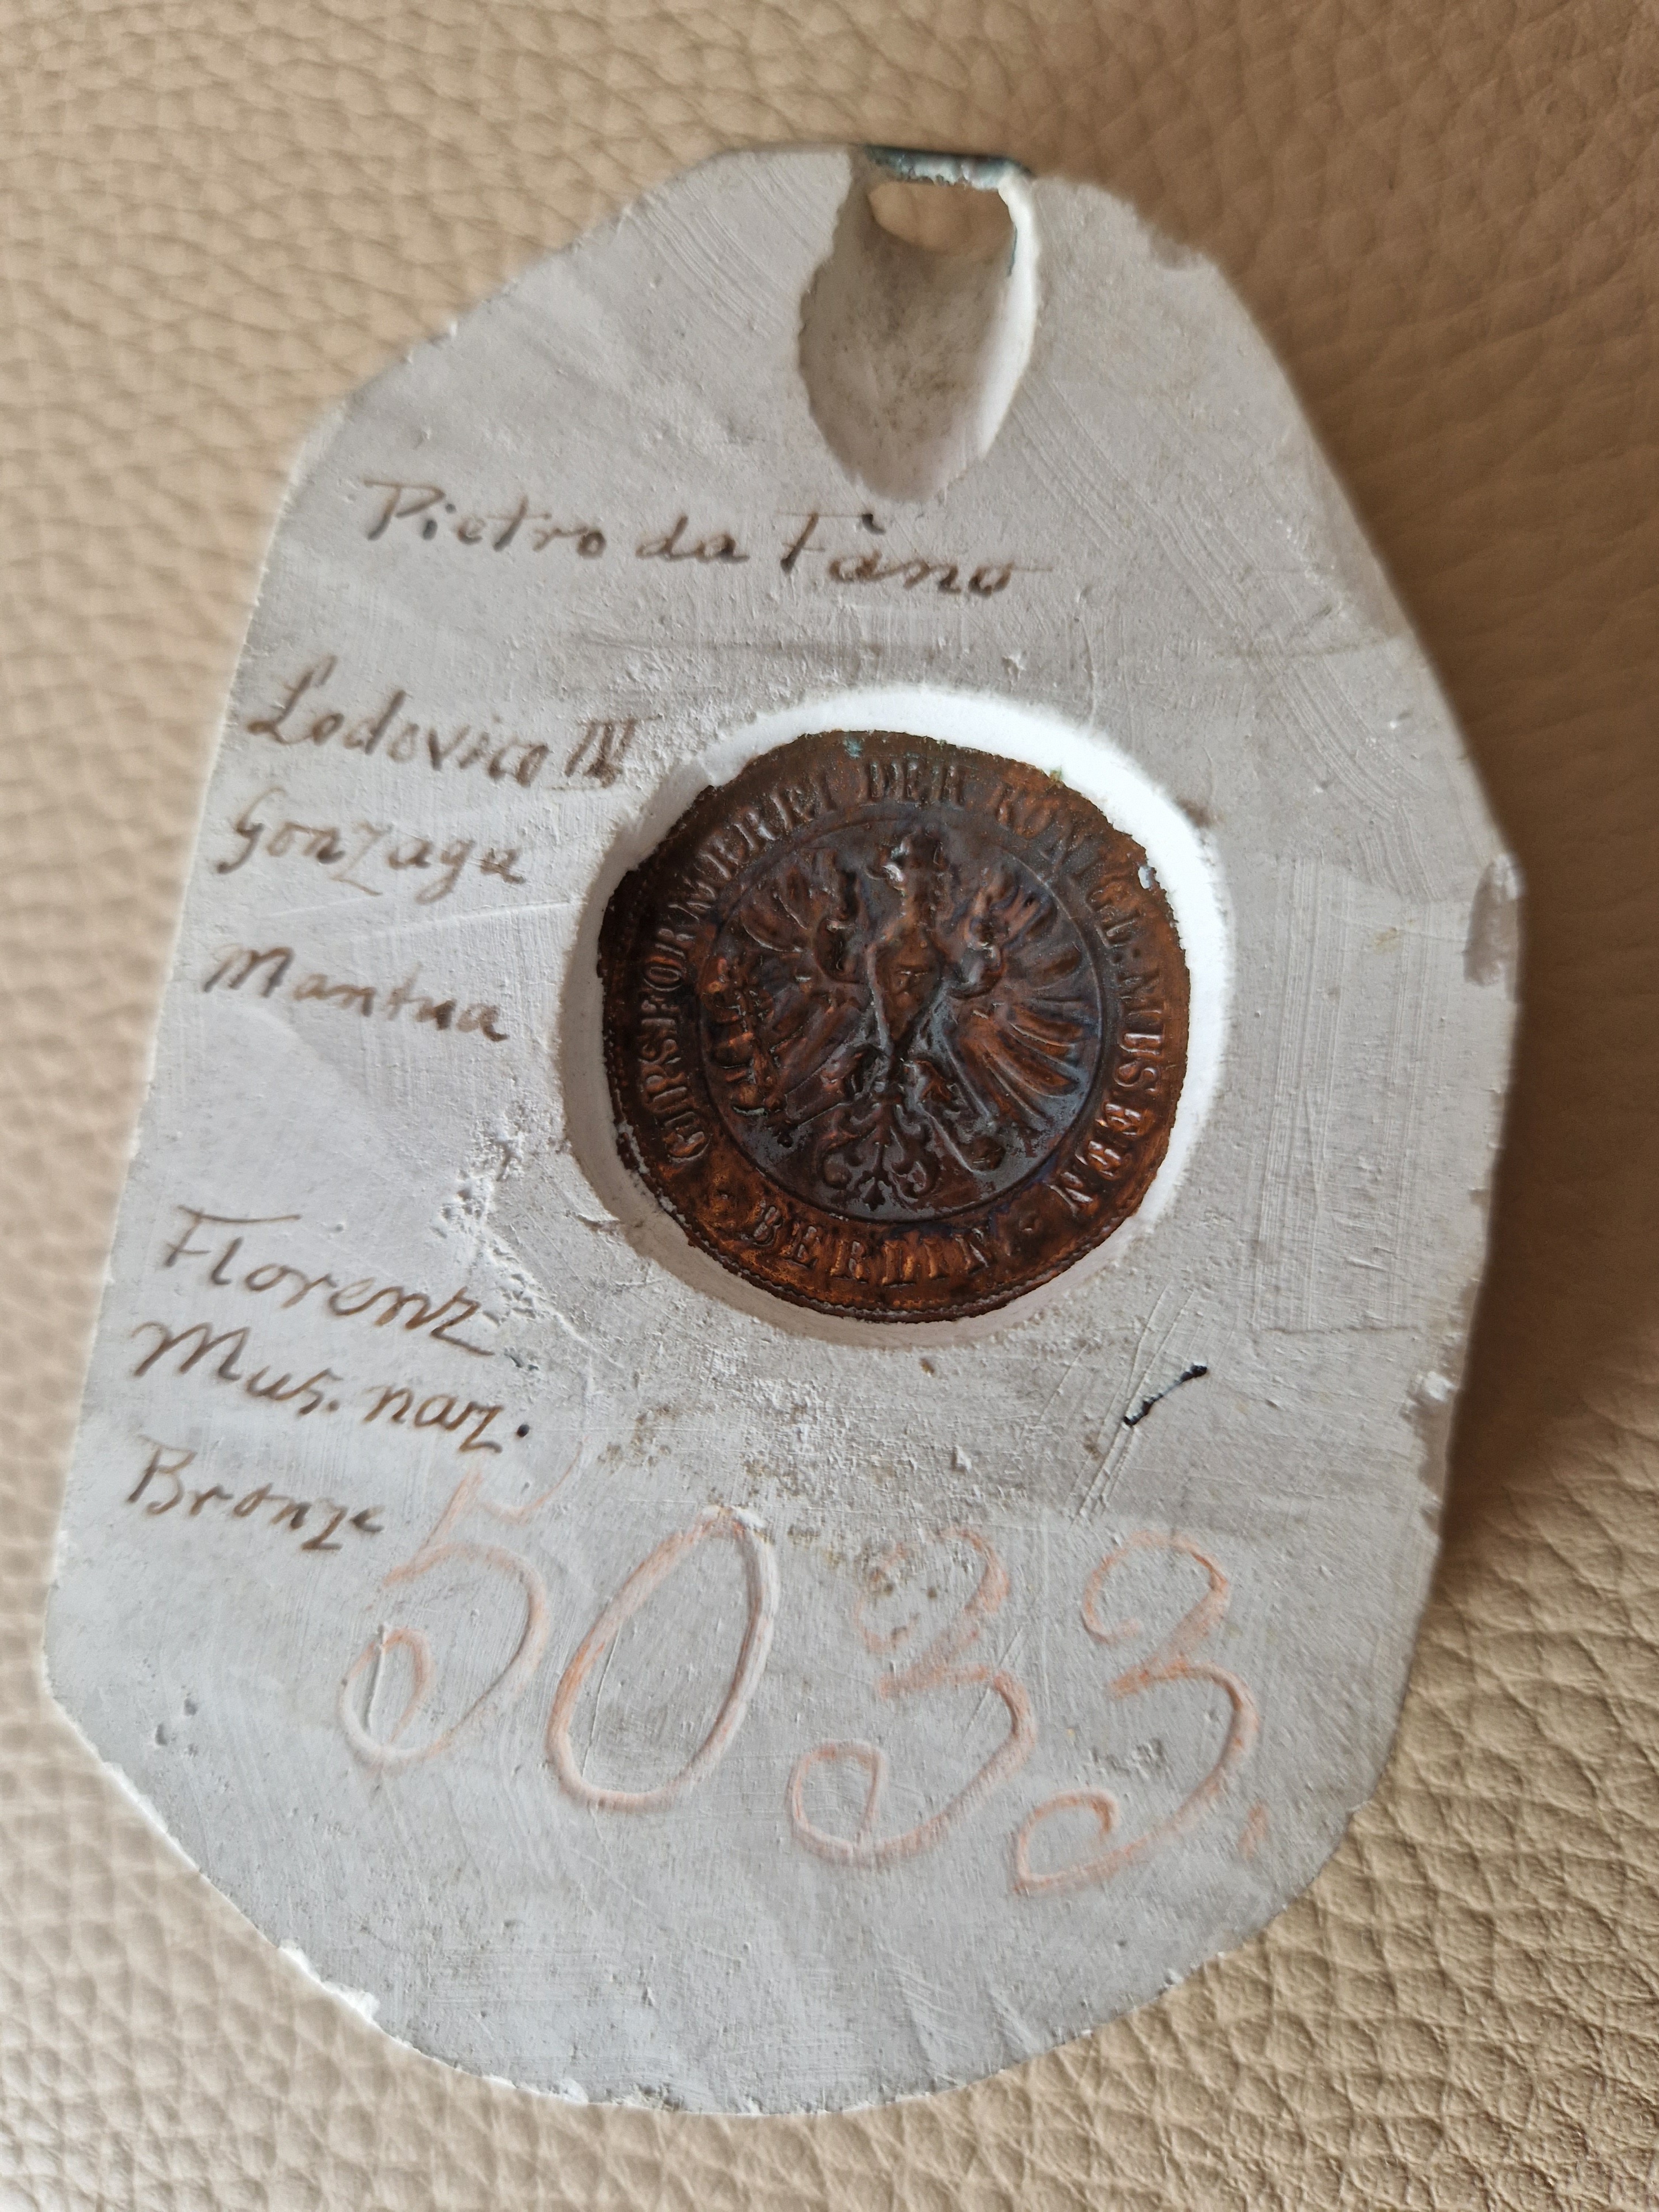 Pietro da Fano
Lodovico III
Gonzaga
Mantua
GIPSFORMEREI DER KÖNIGL. MUSEEN
· BERLIN ·
Florenz
Mus. naz.
Bronze
5033.